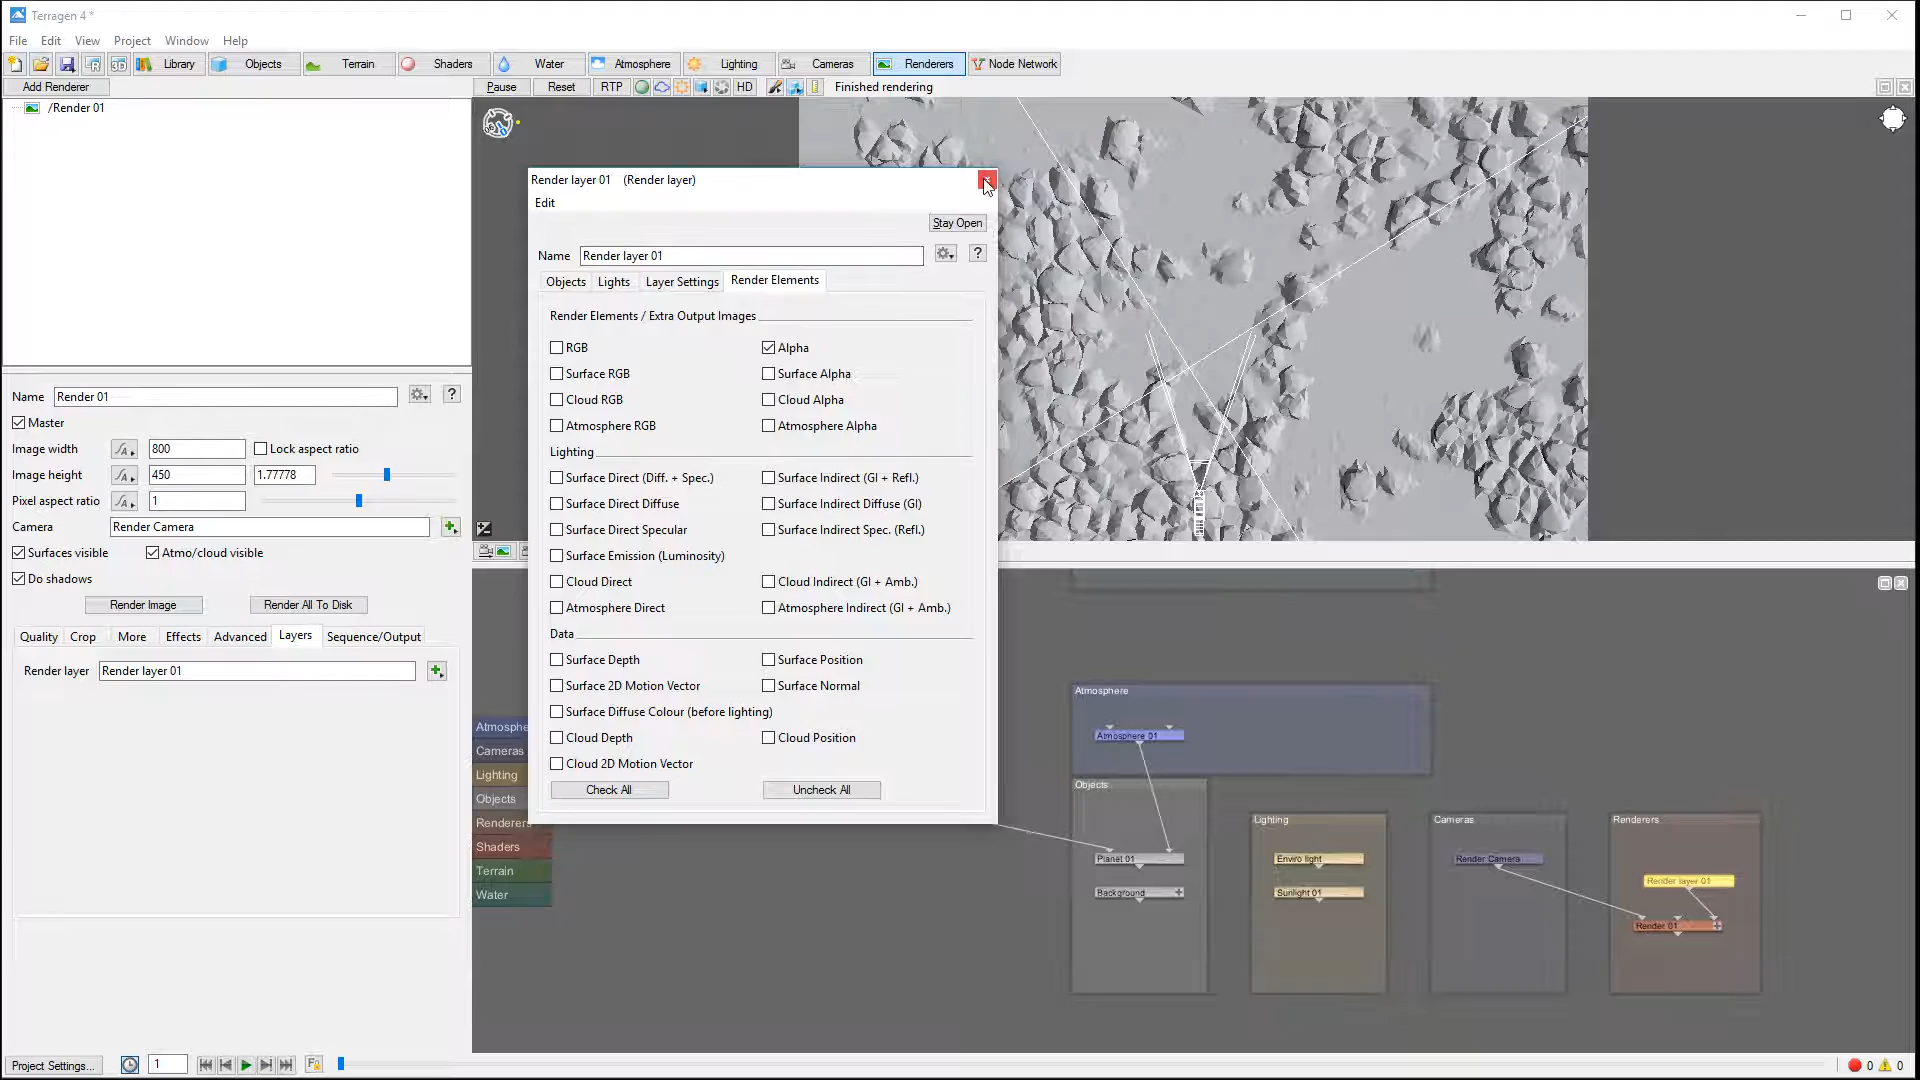 Terragen 4 *
File Edit View Project Window Help
Library Objects Terrain Shaders Water Atmosphere Lighting Cameras Renderers Node Network
Add Renderer
Pause Reset RTP HD Finished rendering
/Render 01
Render layer 01 (Render layer)
Edit
Stay Open
Name Render layer 01 ?
Objects Lights Layer Settings Render Elements
Render Elements / Extra Output Images
RGB Alpha
Surface RGB Surface Alpha
Cloud RGB Cloud Alpha
Atmosphere RGB Atmosphere Alpha
Lighting
Surface Direct (Diff. + Spec.) Surface Indirect (GI + Refl.)
Surface Direct Diffuse Surface Indirect Diffuse (GI)
Surface Direct Specular Surface Indirect Spec. (Refl.)
Surface Emission (Luminosity)
Cloud Direct Cloud Indirect (GI + Amb.)
Atmosphere Direct Atmosphere Indirect (GI + Amb.)
Data
Surface Depth Surface Position
Surface 2D Motion Vector Surface Normal
Surface Diffuse Colour (before lighting)
Cloud Depth Cloud Position
Cloud 2D Motion Vector
Check All Uncheck All
Name Render 01 ?
Master
Image width 800 Lock aspect ratio
Image height 450 1.77778
Pixel aspect ratio 1
Camera Render Camera
Surfaces visible Atmo/cloud visible
Do shadows
Render Image Render All To Disk
Quality Crop More Effects Advanced Layers Sequence/Output
Render layer Render layer 01
Atmosphe
Cameras
Lighting
Objects
Renderers
Shaders
Terrain
Water
Atmosphere
Atmosphere 01
Objects
Planet 01
Background
Lighting
Enviro light
Sunlight 01
Cameras
Render Camera
Renderers
Render layer 01
Render 01
Project Settings... 1 0 0